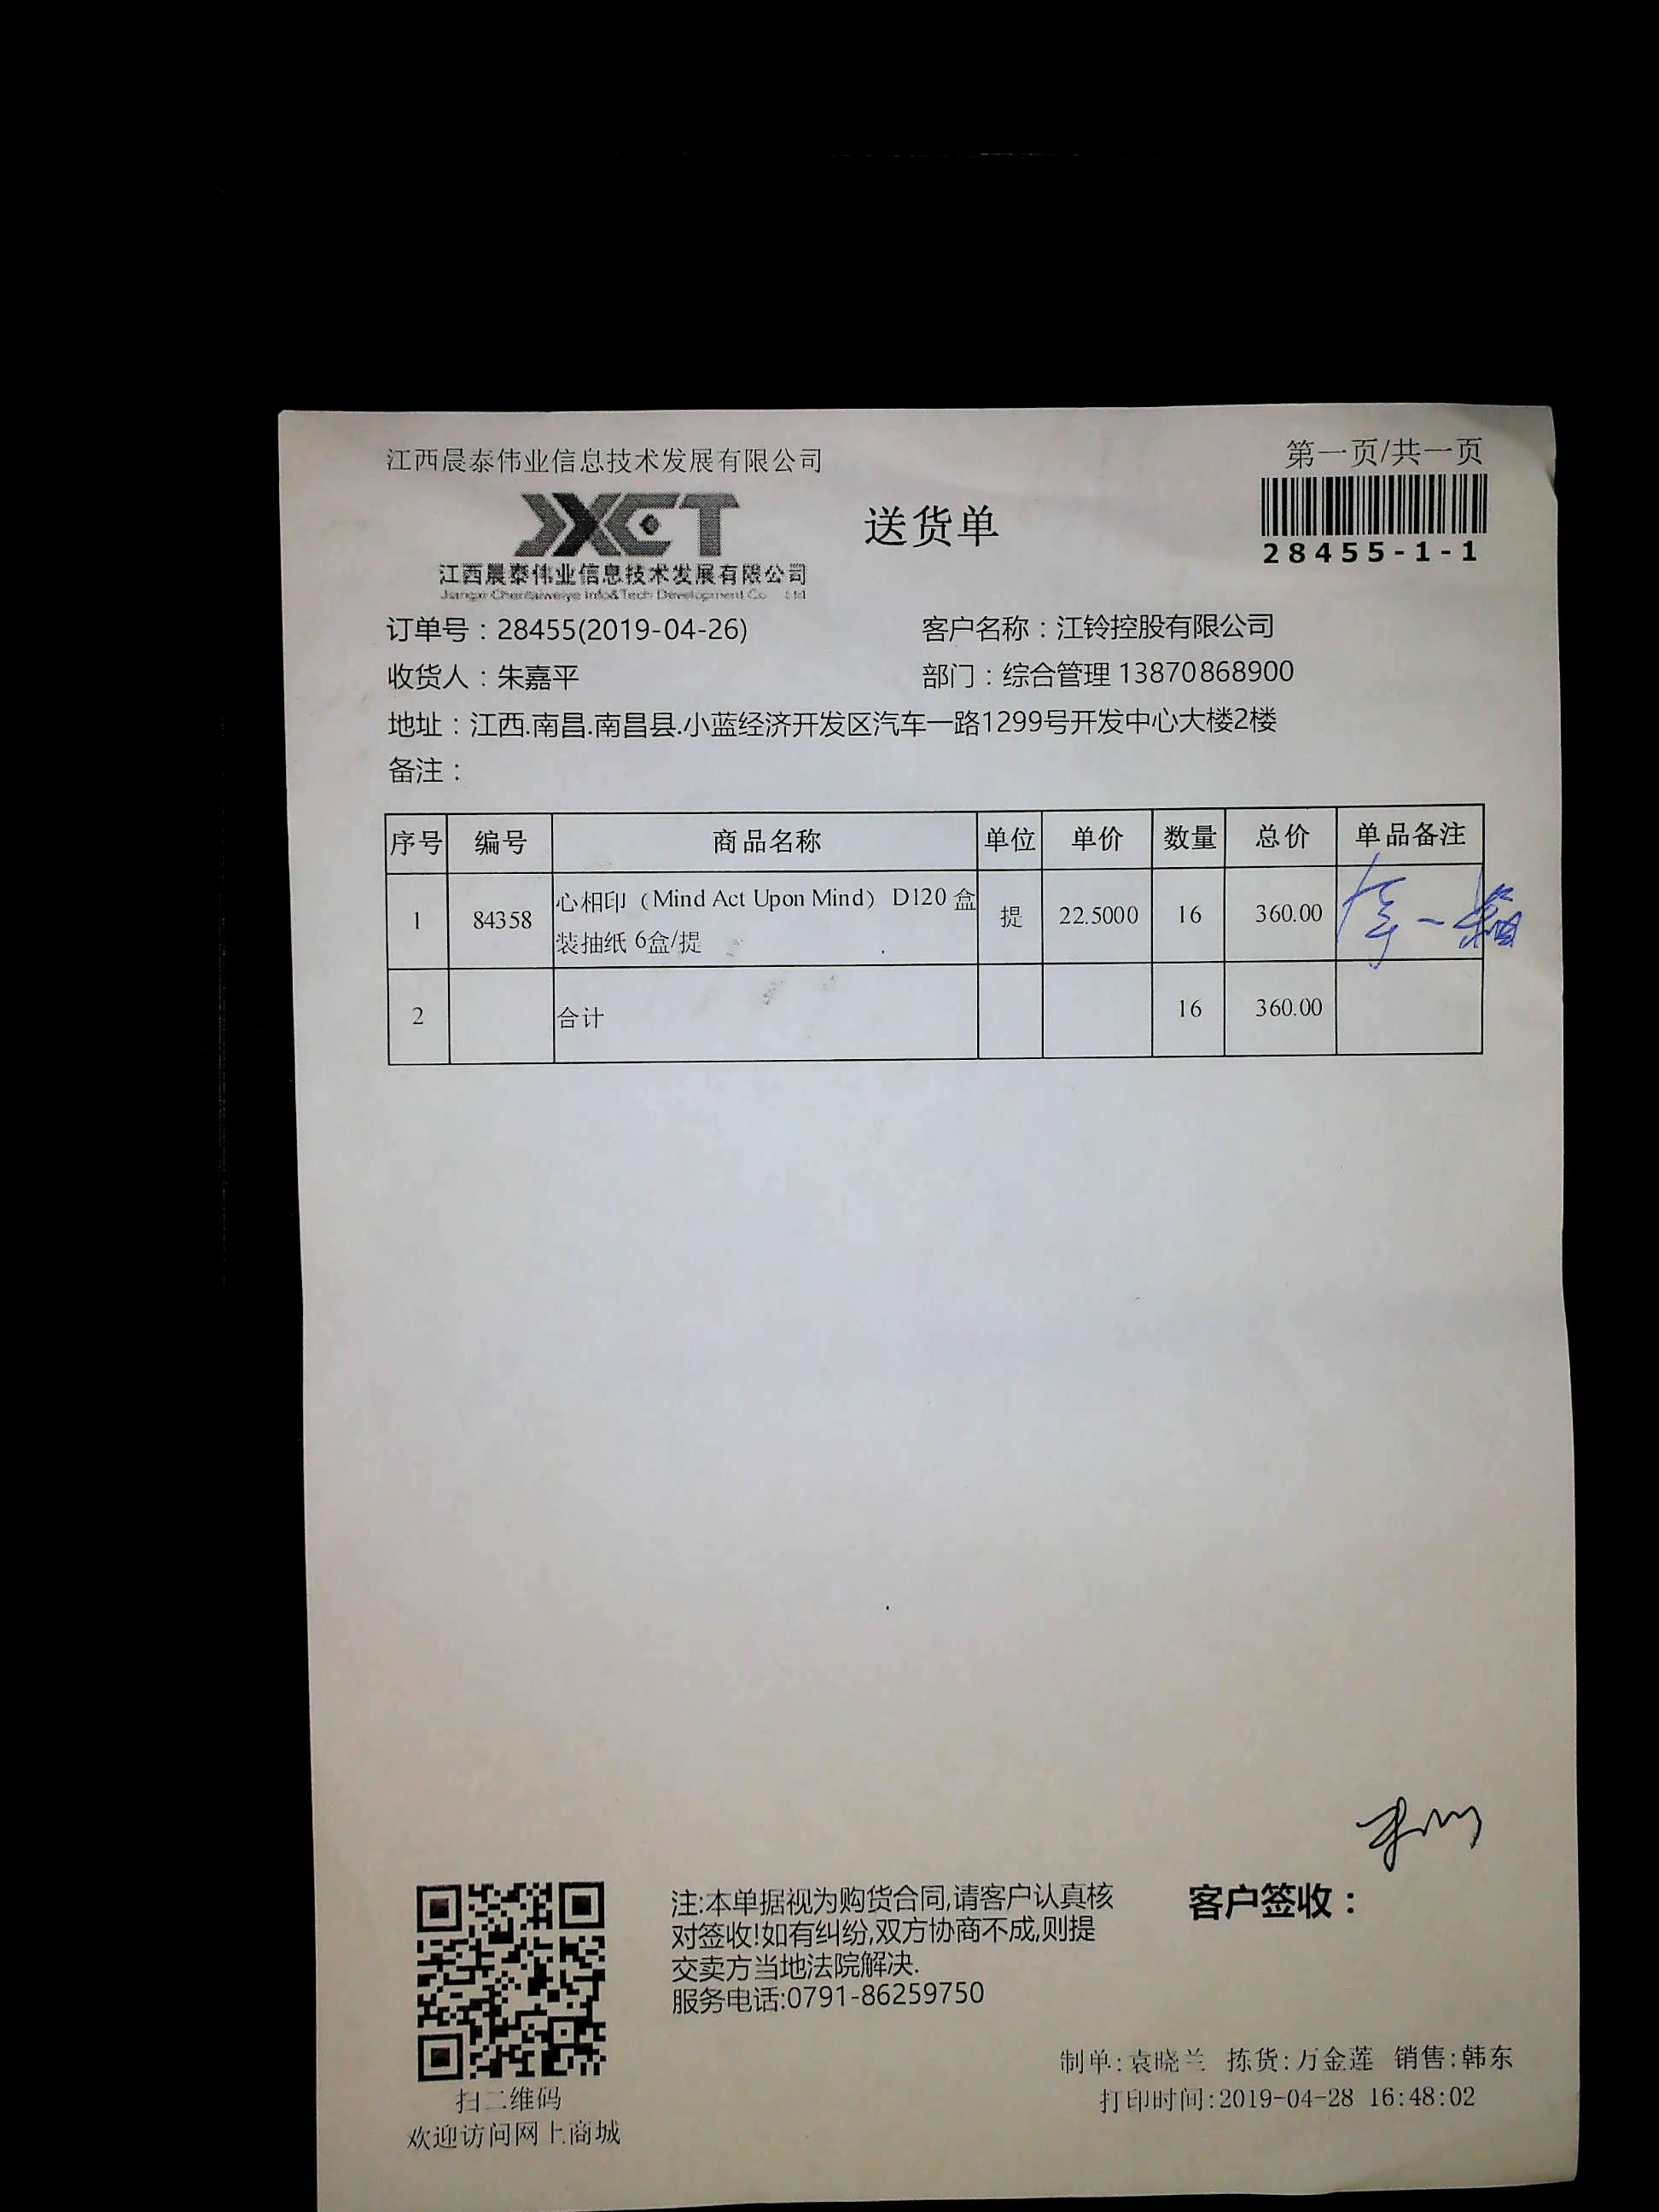 江西晨泰伟业信息技术发展有限公司
第一页/共一页
JXCT
送货单
28455-1-1
江西晨泰伟业信息技术发展有限公司
Jiangxi Chentaiweiye Info&Tech Development Co Ltd
订单号：28455(2019-04-26)
客户名称：江铃控股有限公司
收货人：朱嘉平
部门：综合管理 13870868900
地址：江西.南昌.南昌县.小蓝经济开发区汽车一路1299号开发中心大楼2楼
备注：
序号 编号 商品名称 单位 单价 数量 总价 单品备注
1 84358 心相印（Mind Act Upon Mind）D120 盒 提 22.5000 16 360.00
装抽纸 6盒/提
2 合计 16 360.00
注:本单据视为购货合同,请客户认真核
对签收!如有纠纷,双方协商不成,则提
交卖方当地法院解决.
服务电话:0791-86259750
客户签收：
制单:袁晓兰 拣货:万金莲 销售:韩东
打印时间:2019-04-28 16:48:02
扫二维码
欢迎访问网上商城